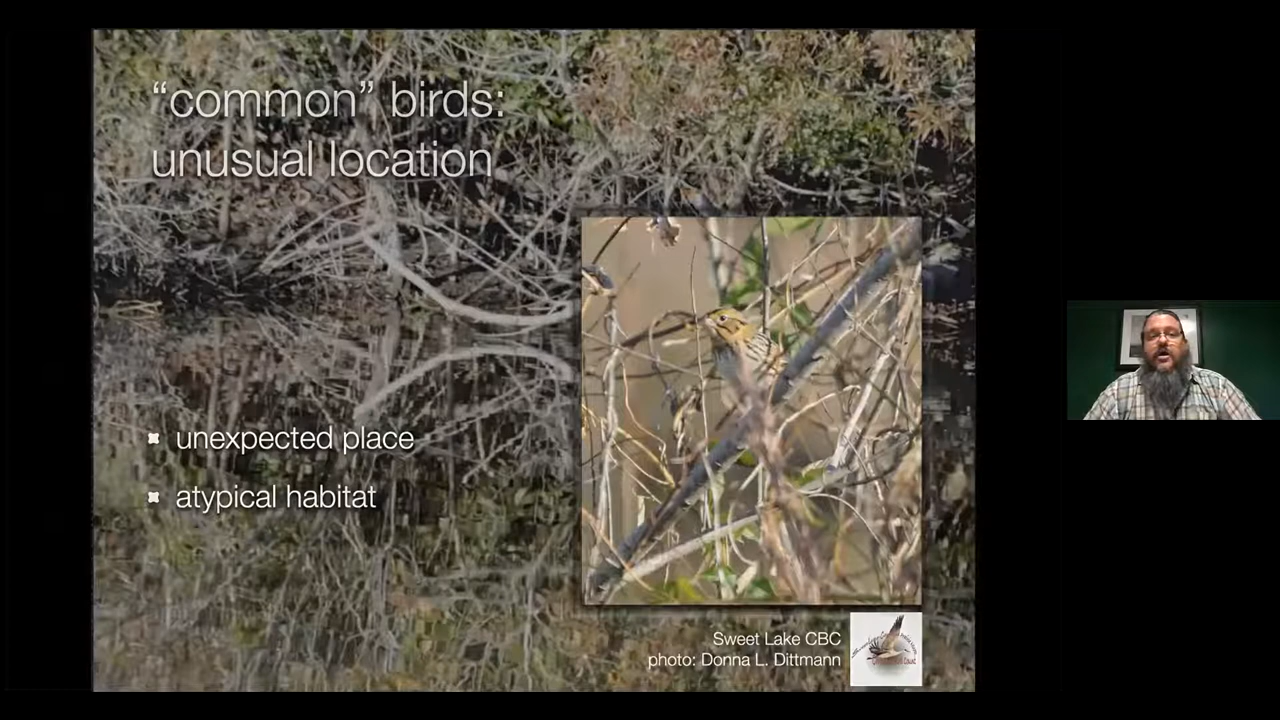 “common” birds:
unusual location
unexpected place
atypical habitat
Sweet Lake CBC
photo: Donna L. Dittmann